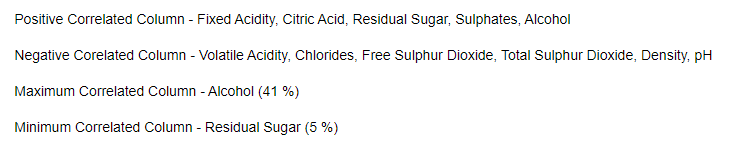 Positive Correlated Column - Fixed Acidity, Citric Acid, Residual Sugar, Sulphates, Alcohol
Negative Corelated Column - Volatile Acidity, Chlorides, Free Sulphur Dioxide, Total Sulphur Dioxide, Density, pH
Maximum Correlated Column - Alcohol (41 %)
Minimum Correlated Column - Residual Sugar (5 %)